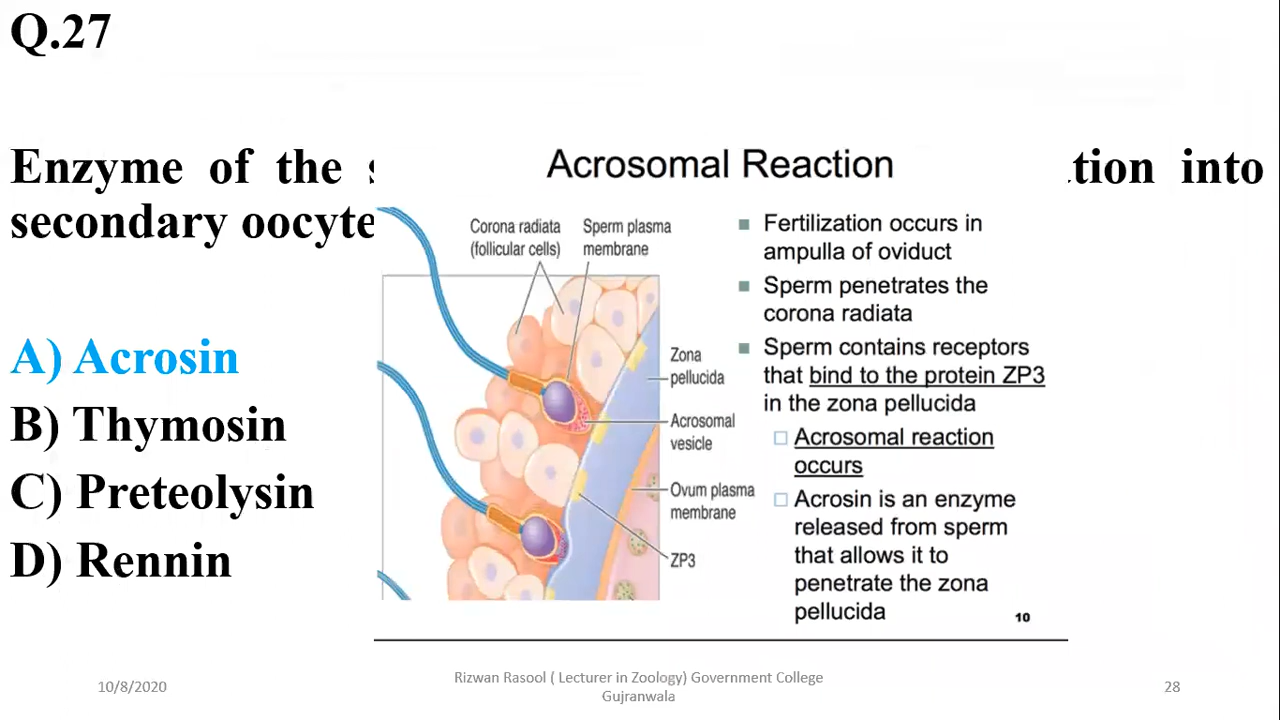 Q.27
Enzyme of the
tion into
secondary oocyte
A) Acrosin
B) Thymosin
C) Preteolysin
D) Rennin
Acrosomal Reaction
Corona radiata
(follicular cells)
Sperm plasma
membrane
Zona
pellucida
Acrosomal
vesicle
Ovum plasma
membrane
ZP3
Fertilization occurs in
ampulla of oviduct
Sperm penetrates the
corona radiata
Sperm contains receptors
that bind to the protein ZP3
in the zona pellucida
Acrosomal reaction
occurs
Acrosin is an enzyme
released from sperm
that allows it to
penetrate the zona
pellucida
10
10/8/2020
Rizwan Rasool ( Lecturer in Zoology) Government College
Gujranwala
28